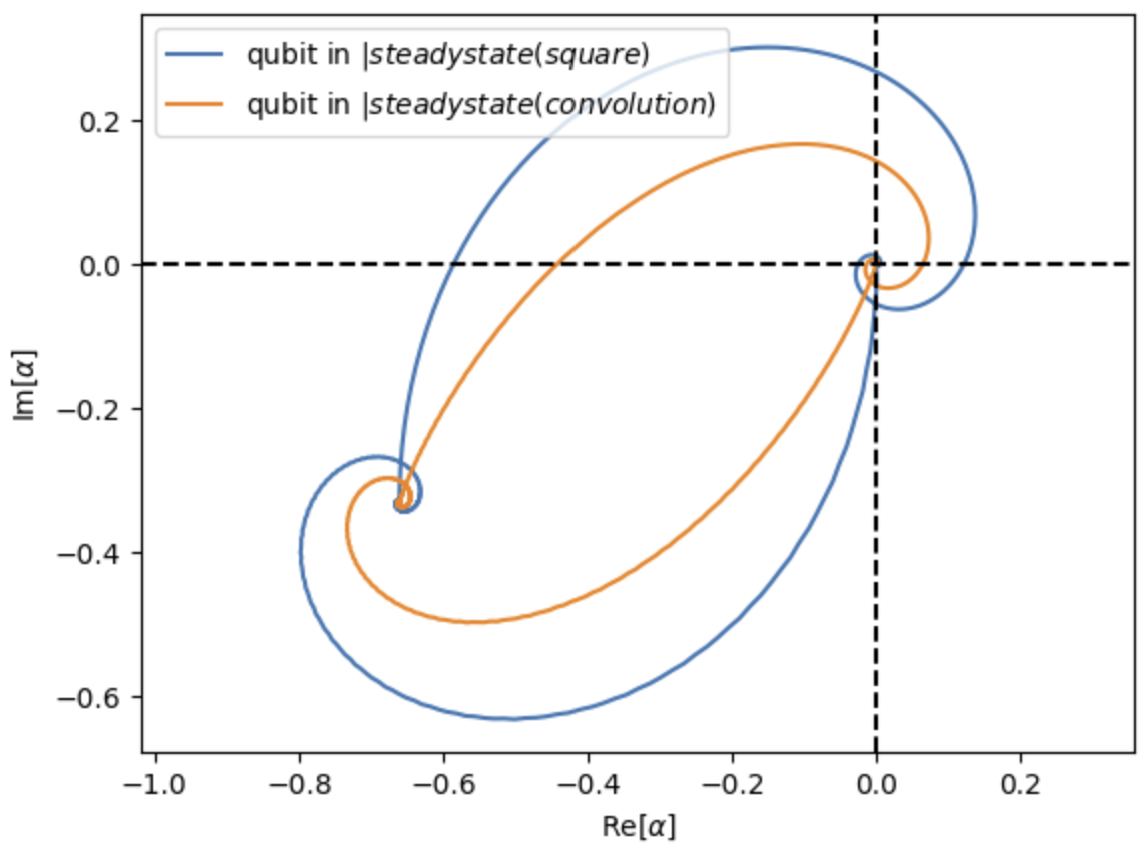 qubit in |steadystate(square)
qubit in |steadystate(convolution)
0.2
0.0
−0.2
−0.4
−0.6
Im[α]
−1.0 −0.8 −0.6 −0.4 −0.2 0.0 0.2
Re[α]